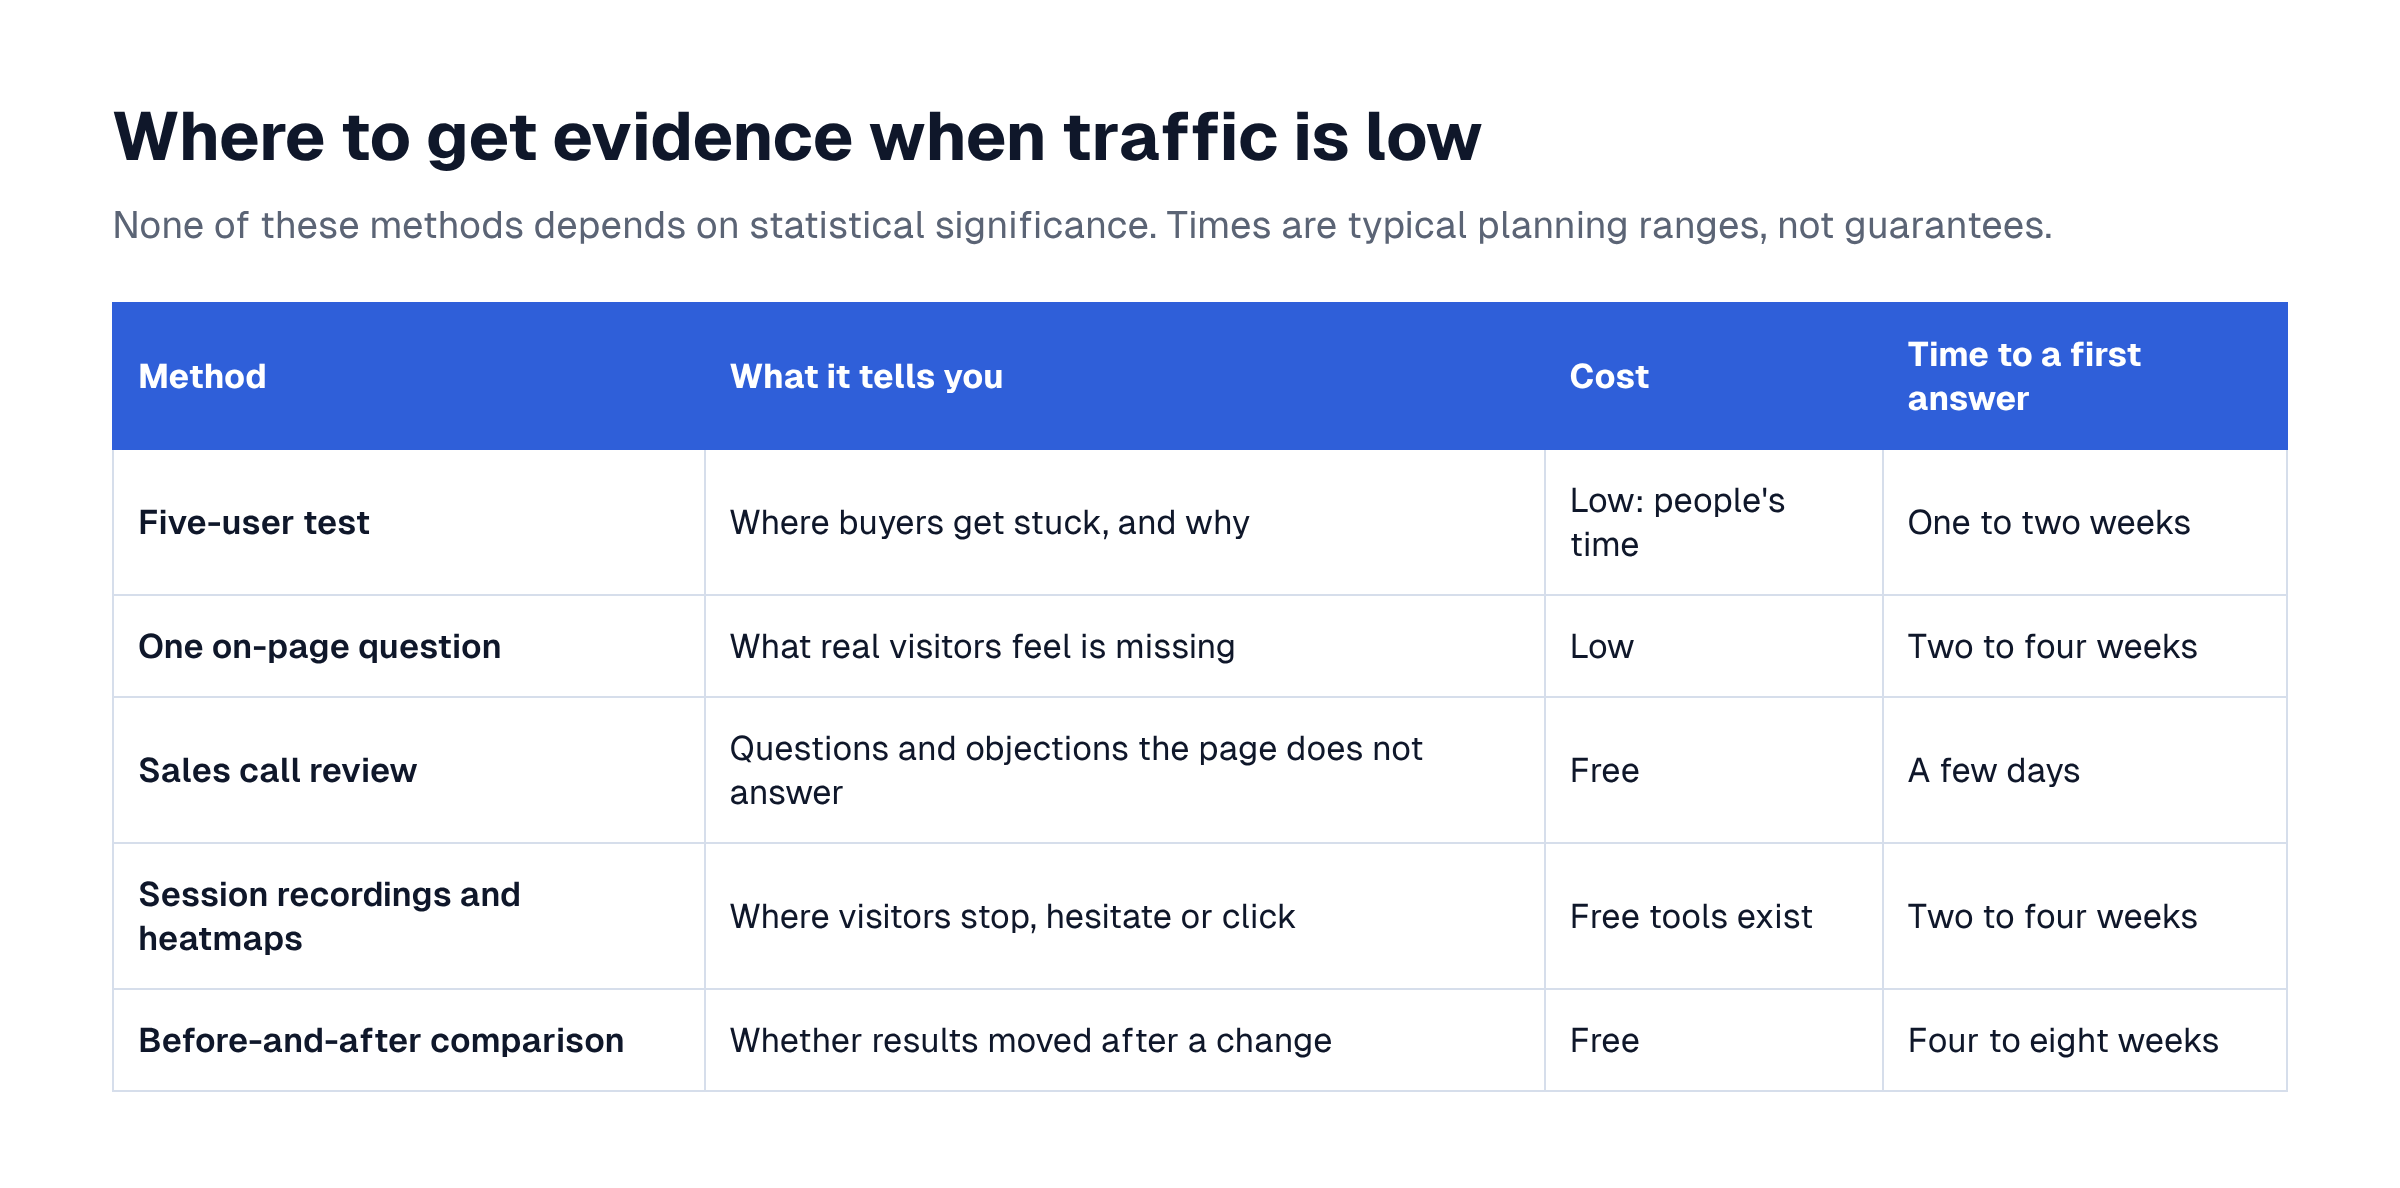 Where to get evidence when traffic is low
None of these methods depends on statistical significance. Times are typical planning ranges, not guarantees.
Method
What it tells you
Cost
Time to a first
answer
Five-user test
Where buyers get stuck, and why
Low: people's
time
One to two weeks
One on-page question
What real visitors feel is missing
Low
Two to four weeks
Sales call review
Questions and objections the page does not
answer
Free
A few days
Session recordings and
heatmaps
Where visitors stop, hesitate or click
Free tools exist
Two to four weeks
Before-and-after comparison
Whether results moved after a change
Free
Four to eight weeks